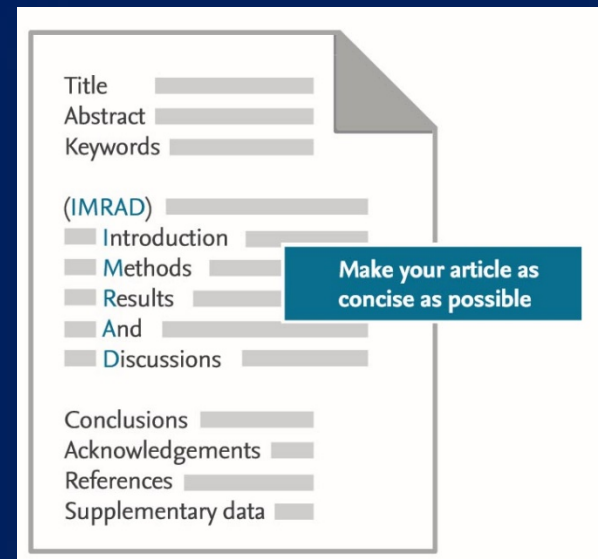 Title
Abstract
Keywords
(IMRAD)
Introduction
Methods
Results
And
Discussions
Make your article as
concise as possible
Conclusions
Acknowledgements
References
Supplementary data